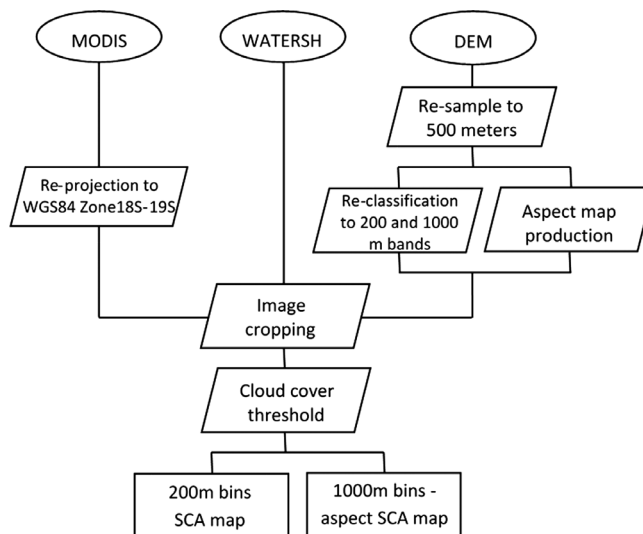 MODIS
WATERSH
DEM
Re-sample to
500 meters
Re-projection to
WGS84 Zone18S-19S
Re-classification
to 200 and 1000
m bands
Aspect map
production
Image
cropping
Cloud cover
threshold
200m bins
SCA map
1000m bins -
aspect SCA map